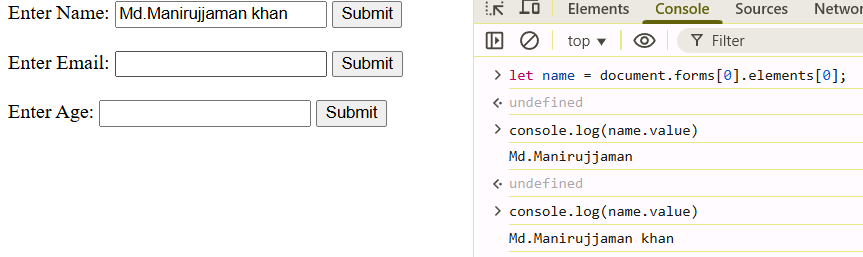 Enter Name: Md.Manirujjaman khan Submit
Enter Email: Submit
Enter Age: Submit
Elements Console Sources Networ
top ▼ Filter
> let name = document.forms[0].elements[0];
undefined
> console.log(name.value)
Md.Manirujjaman
undefined
> console.log(name.value)
Md.Manirujjaman khan